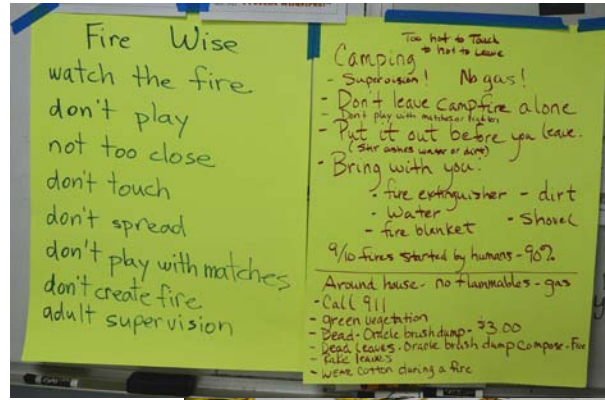 Fire Wise
watch the fire
don't play
not too close
don't touch
don't spread
don't play with matches
don't create fire
adult supervision
Too hot to Touch
to hot to Leave
Camping
- Supervision! No gas!
- Don't leave Campfire alone
- Don't play with matches or
- Put it out before you leave.
(Stir ashes water or dirt)
- Bring with you:
- fire extinguisher - dirt
- Water - Shovel
- fire blanket
9/10 fires started by humans - 90%
Around house - no flammables - gas
- Call 911
- green vegetation
- Dead - Oracle brush dump - $3.00
- Dead leaves - Oracle brush dump Compose -
- rake leaves
- wear cotton during a fire